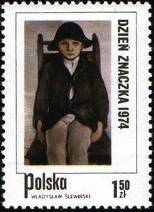 DZIEŃ ZNACZKA 1974
Polska
1.50 zł
WŁADYSŁAW ŚLEWIŃSKI